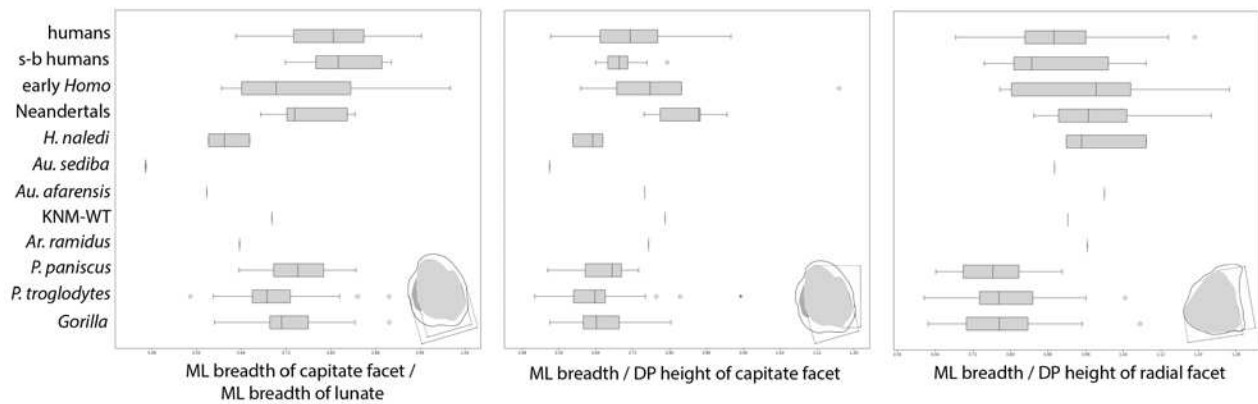 humans
s-b humans
early Homo
Neandertals
H. naledi
Au. sediba
Au. afarensis
KNM-WT
Ar. ramidus
P. paniscus
P. troglodytes
Gorilla
ML breadth of capitate facet /
ML breadth of lunate
ML breadth / DP height of capitate facet
ML breadth / DP height of radial facet